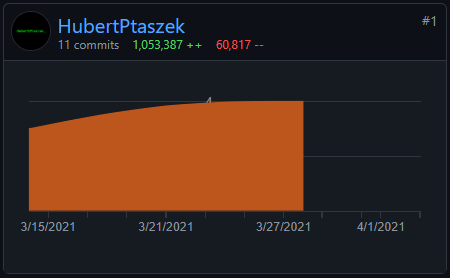 HubertPtaszek
#1
11 commits 1,053,387 ++ 60,817 --
4
3/15/2021 3/21/2021 3/27/2021 4/1/2021